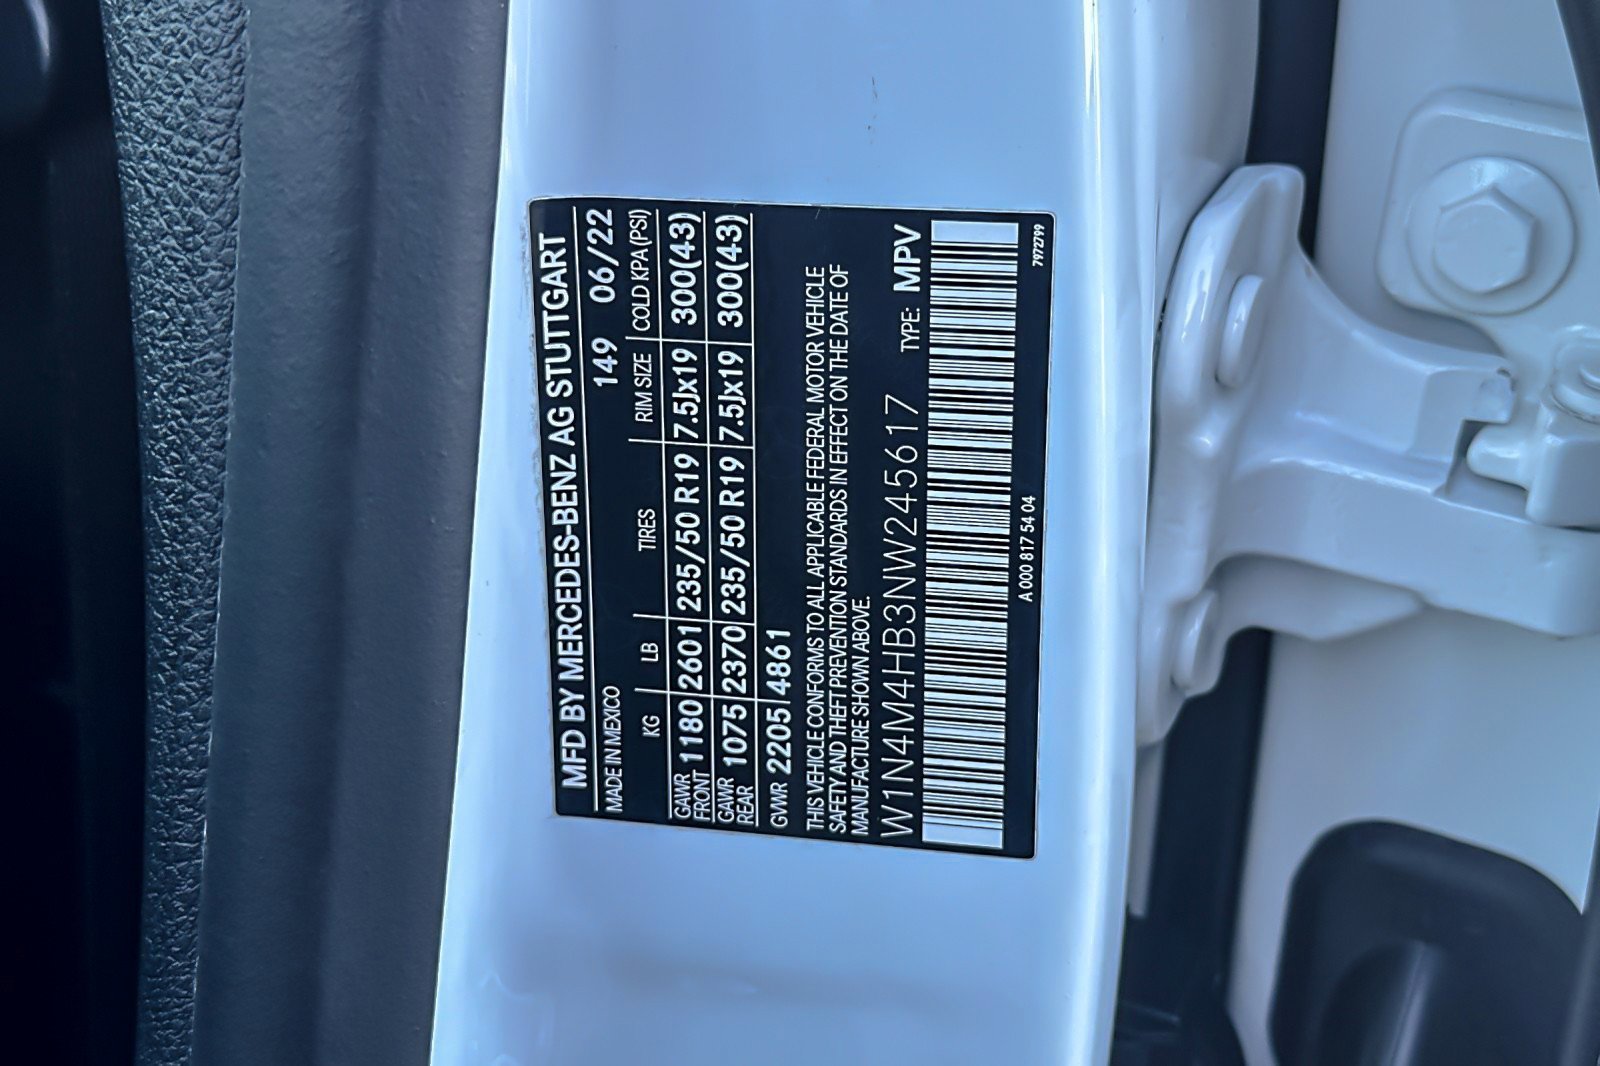 MFD BY MERCEDES-BENZ AG STUTTGART
MADE IN MEXICO 149 06/22
KG LB TIRES RIM SIZE COLD KPA(PSI)
GAWR FRONT 1180 2601 235/50 R19 7.5Jx19 300(43)
GAWR REAR 1075 2370 235/50 R19 7.5Jx19 300(43)
GVWR 2205 4861
THIS VEHICLE CONFORMS TO ALL APPLICABLE FEDERAL MOTOR VEHICLE
SAFETY AND THEFT PREVENTION STANDARDS IN EFFECT ON THE DATE OF
MANUFACTURE SHOWN ABOVE.
W1N4M4HB3NW245617 TYPE: MPV
A 000 817 54 04 7972799